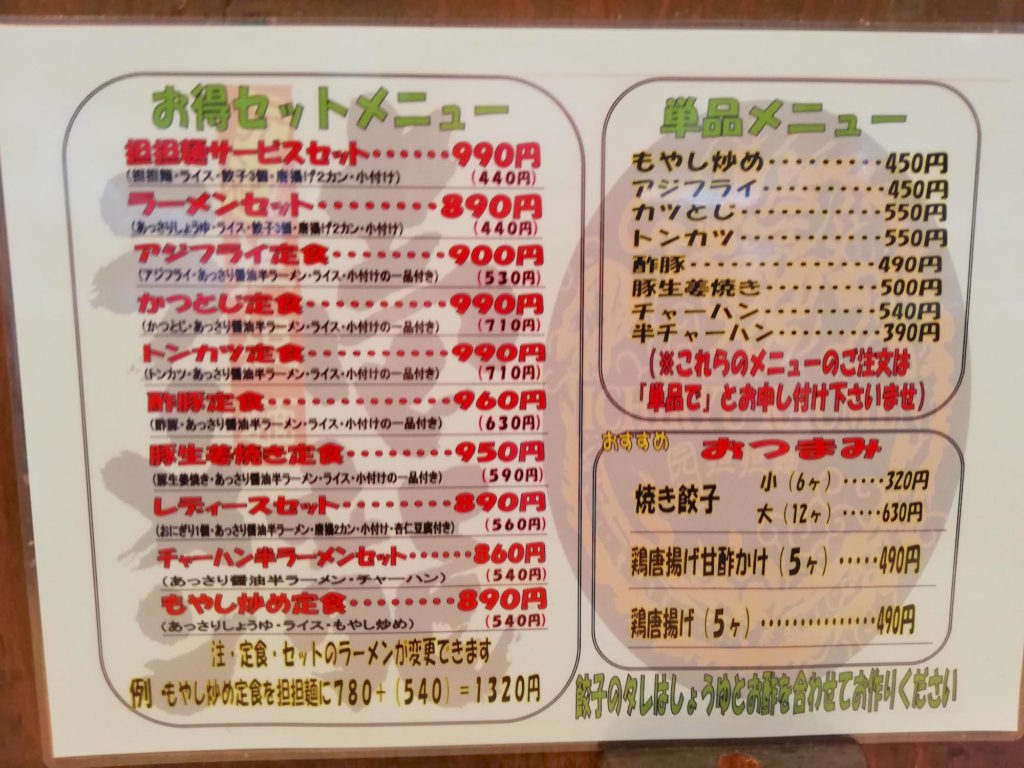 お得セットメニュー
担担麺サービスセット・・・・・・990円
(担担麺・ライス・餃子3個・唐揚げ2カン・小付け) (440円)
ラーメンセット・・・・・・・・・890円
(あっさりしょうゆ・ライス・餃子3個・唐揚げ2カン・小付け) (440円)
アジフライ定食・・・・・・・・900円
(アジフライ・あっさり醤油半ラーメン・ライス・小付けの一品付き) (530円)
かつとじ定食・・・・・・・・・990円
(かつとじ・あっさり醤油半ラーメン・ライス・小付けの一品付き) (710円)
トンカツ定食・・・・・・・・・990円
(トンカツ・あっさり醤油半ラーメン・ライス・小付けの一品付き) (710円)
酢豚定食・・・・・・・・・・・960円
(酢豚・あっさり醤油半ラーメン・ライス・小付けの一品付き) (630円)
豚生姜焼き定食・・・・・・・950円
(豚生姜焼き・あっさり醤油半ラーメン・ライス・小付けの一品付き) (590円)
レディースセット・・・・・・・890円
(おにぎり1個・あっさり醤油半ラーメン・唐揚2カン・小付け・杏仁豆腐付き) (560円)
チャーハン半ラーメンセット・・・・・・860円
(あっさり醤油半ラーメン・チャーハン) (540円)
もやし炒め定食・・・・・・・890円
(あっさりしょうゆ・ライス・もやし炒め) (540円)
注・定食・セットのラーメンが変更できます
例・もやし炒め定食を担担麺に780+(540)=1320円
単品メニュー
もやし炒め・・・・・・・・・450円
アジフライ・・・・・・・・・・450円
カツとじ・・・・・・・・・・・550円
トンカツ・・・・・・・・・・・550円
酢豚・・・・・・・・・・・・・・・490円
豚生姜焼き・・・・・・・・・500円
チャーハン・・・・・・・・・・540円
半チャーハン・・・・・・・・390円
(※これらのメニューのご注文は
「単品で」とお申し付け下さいませ)
おすすめ おつまみ
焼き餃子 小(6ヶ)・・・・・320円
大(12ヶ)・・・・・630円
鶏唐揚げ甘酢かけ(5ヶ)・・・・・490円
鶏唐揚げ(5ヶ)・・・・・・・・・・・・・・・490円
餃子のタレはしょうゆとお酢を合わせてお作りください